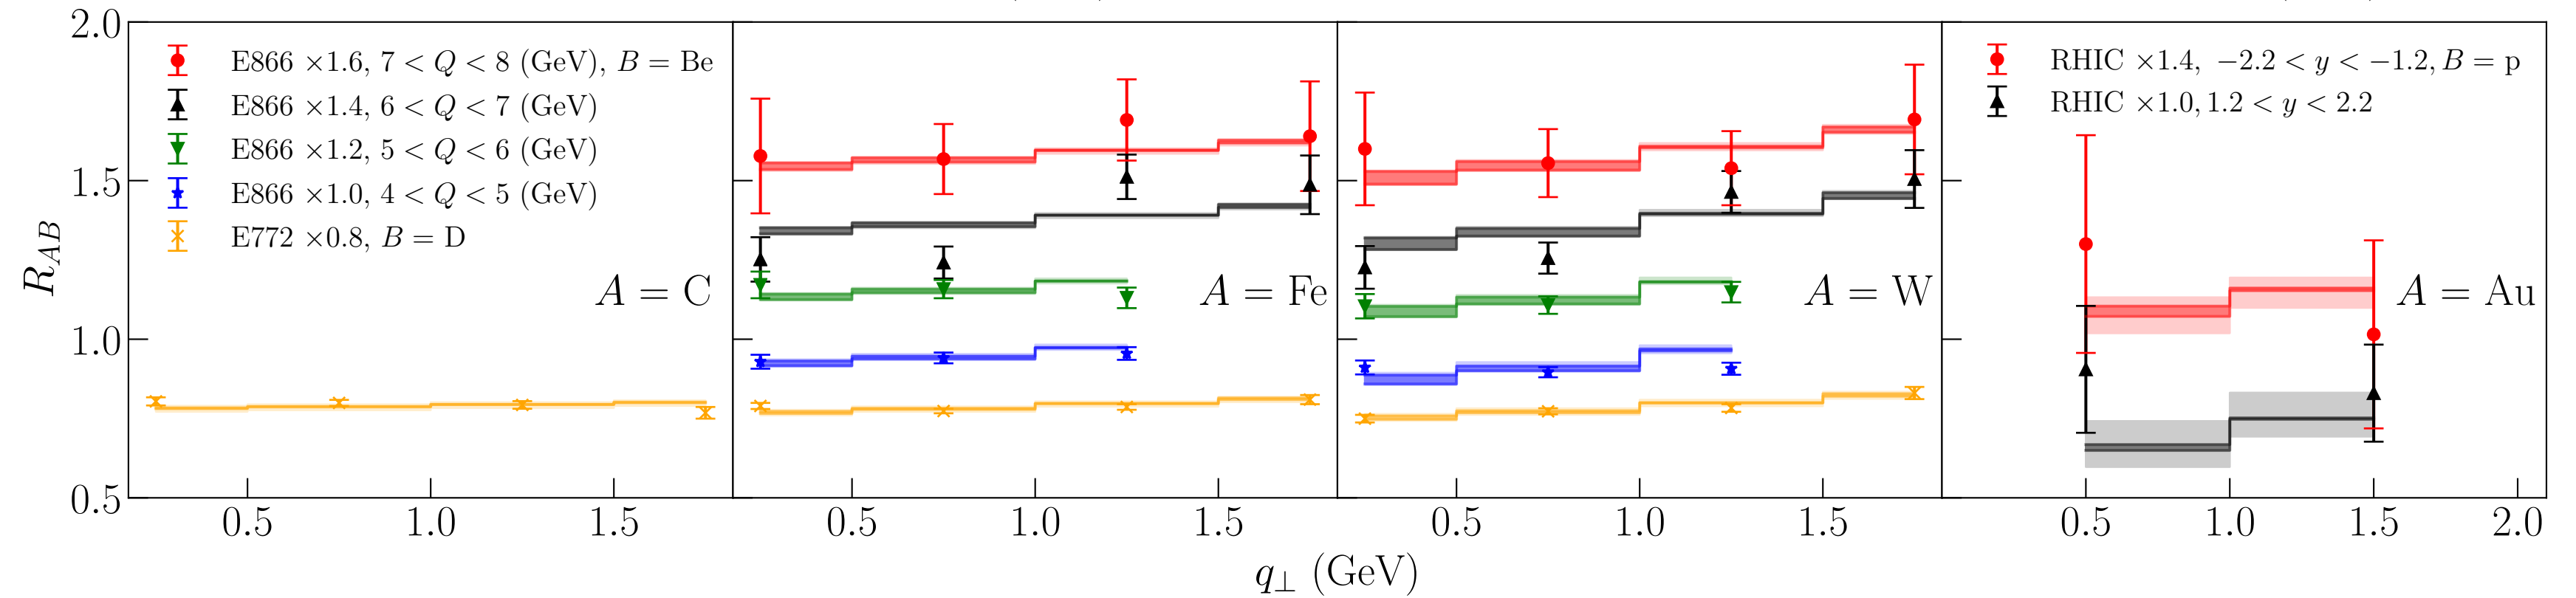 2.0
1.5
1.0
0.5
R_{AB}
E866 ×1.6, 7 < Q < 8 (GeV), B = Be
E866 ×1.4, 6 < Q < 7 (GeV)
E866 ×1.2, 5 < Q < 6 (GeV)
E866 ×1.0, 4 < Q < 5 (GeV)
E772 ×0.8, B = D
A = C
A = Fe
A = W
RHIC ×1.4, −2.2 < y < −1.2, B = p
RHIC ×1.0, 1.2 < y < 2.2
A = Au
0.5 1.0 1.5
0.5 1.0 1.5
0.5 1.0 1.5
0.5 1.0 1.5 2.0
q_⊥ (GeV)